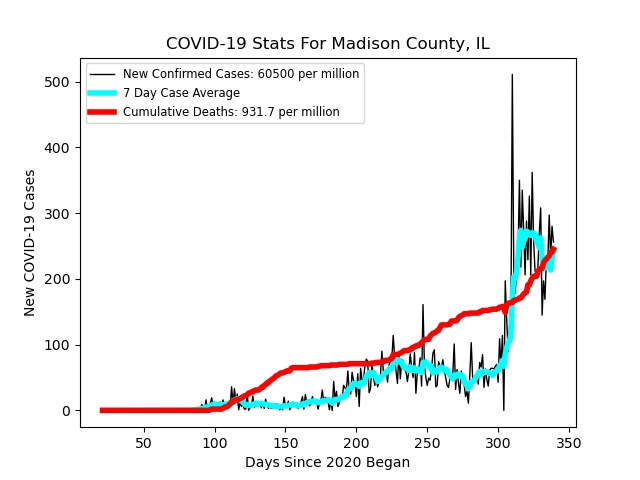 COVID-19 Stats For Madison County, IL
New Confirmed Cases: 60500 per million
7 Day Case Average
Cumulative Deaths: 931.7 per million
New COVID-19 Cases
500
400
300
200
100
0
50
100
150
200
250
300
350
Days Since 2020 Began